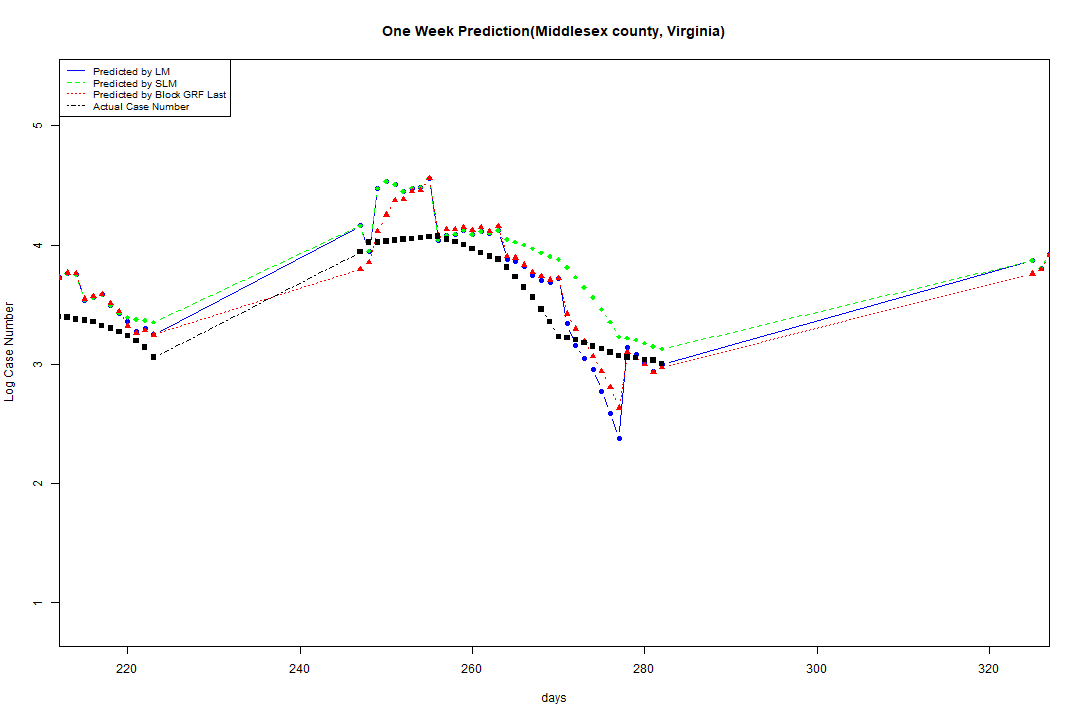 One Week Prediction(Middlesex county, Virginia)
Predicted by LM
Predicted by SLM
Predicted by Block GRF Last
Actual Case Number
5
4
3
2
1
Log Case Number
220 240 260 280 300 320
days